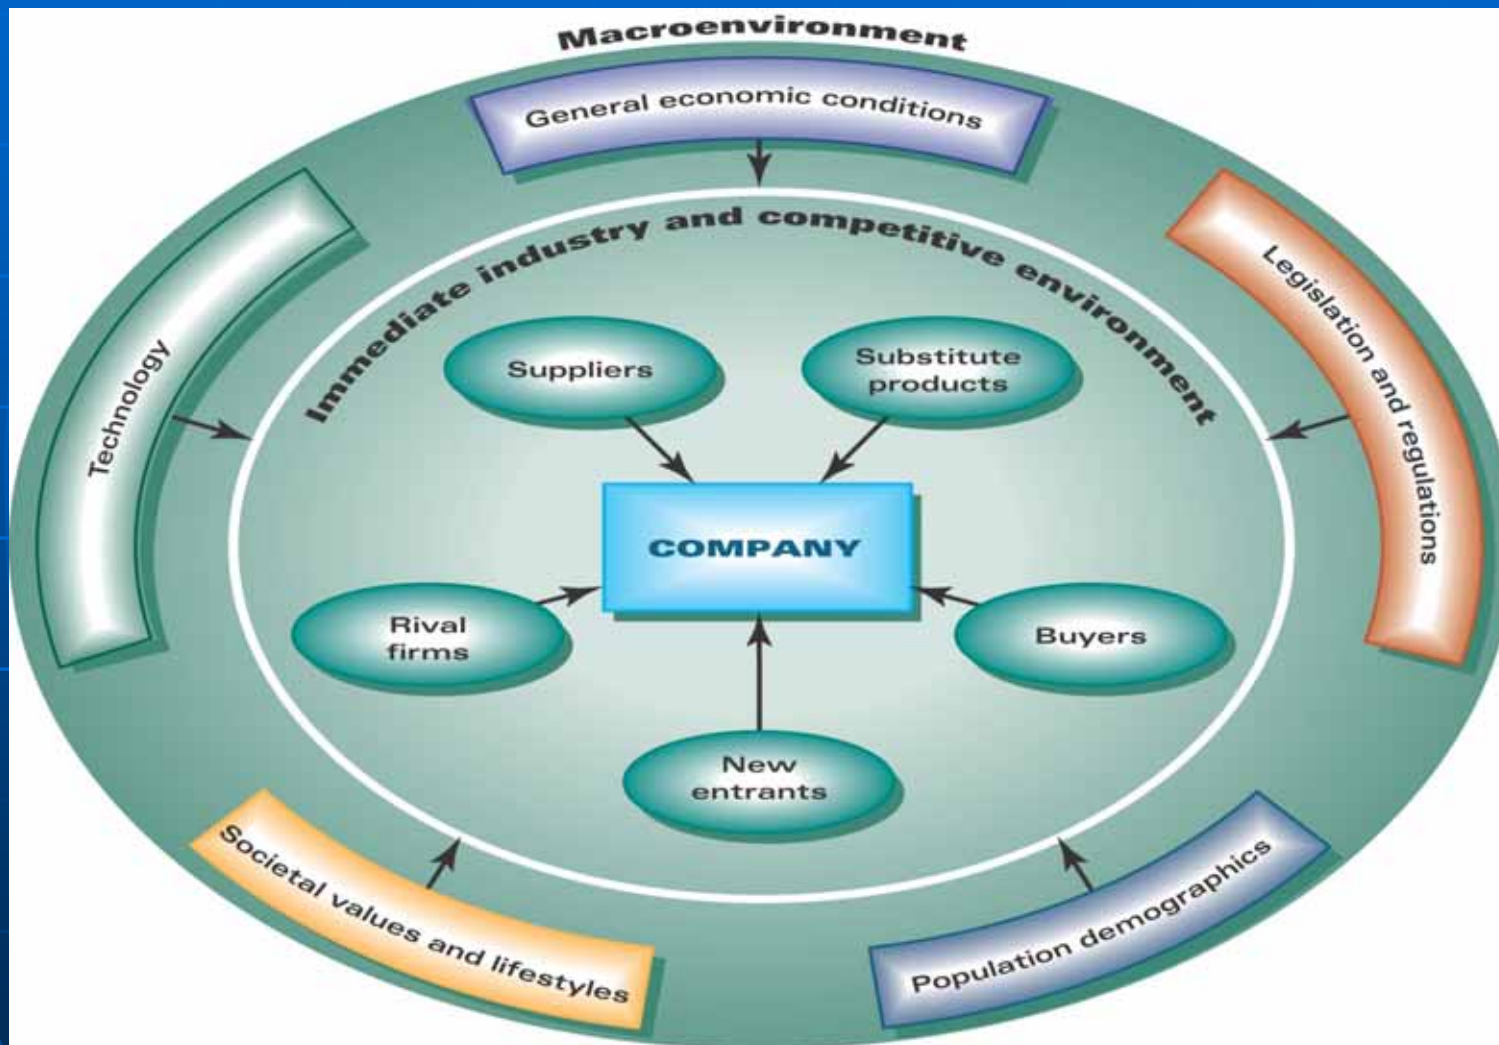 Macroenvironment
General economic conditions
Immediate industry and competitive environment
Technology
Legislation and regulations
Suppliers
Substitute
products
COMPANY
Rival
firms
Buyers
New
entrants
Societal values and lifestyles
Population demographics